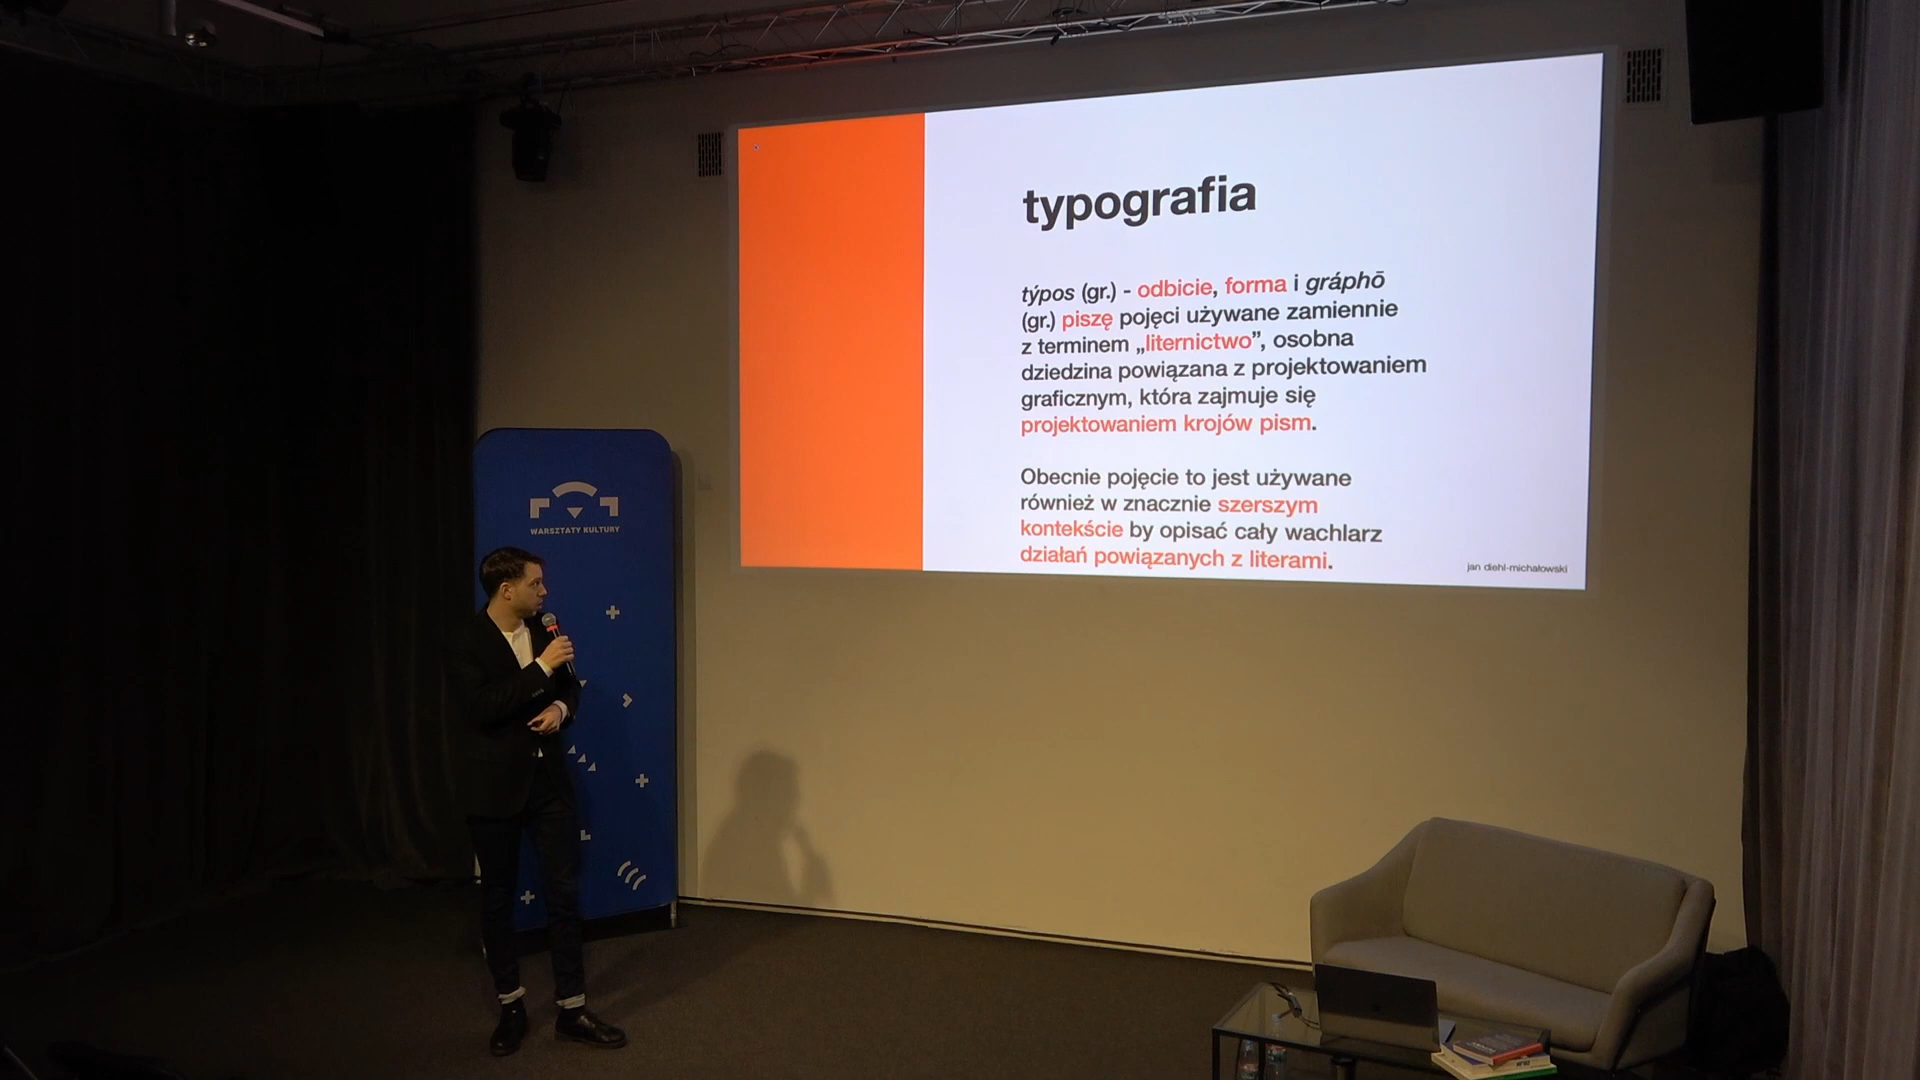 typografia
týpos (gr.) - odbicie, forma i gráphō
(gr.) piszę pojęci używane zamiennie
z terminem „liternictwo”, osobna
dziedzina powiązana z projektowaniem
graficznym, która zajmuje się
projektowaniem krojów pism.
Obecnie pojęcie to jest używane
również w znacznie szerszym
kontekście by opisać cały wachlarz
działań powiązanych z literami.
jan diehl-michałowski
WARSZTATY KULTURY